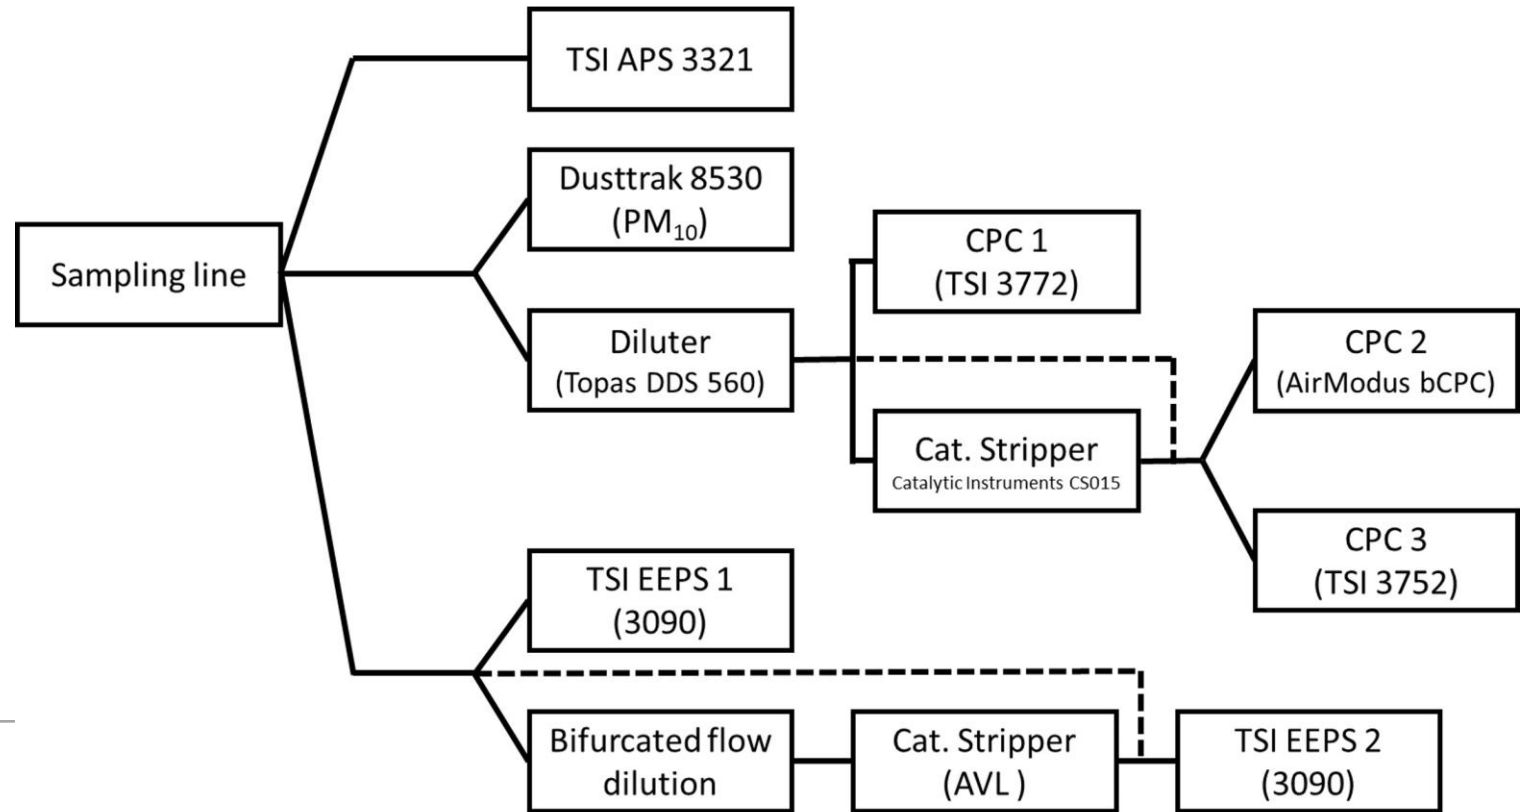 TSI APS 3321
Dusttrak 8530
(PM₁₀)
Sampling line
CPC 1
(TSI 3772)
Diluter
(Topas DDS 560)
CPC 2
(AirModus bCPC)
Cat. Stripper
Catalytic Instruments CS015
CPC 3
(TSI 3752)
TSI EEPS 1
(3090)
Bifurcated flow
dilution
Cat. Stripper
(AVL )
TSI EEPS 2
(3090)